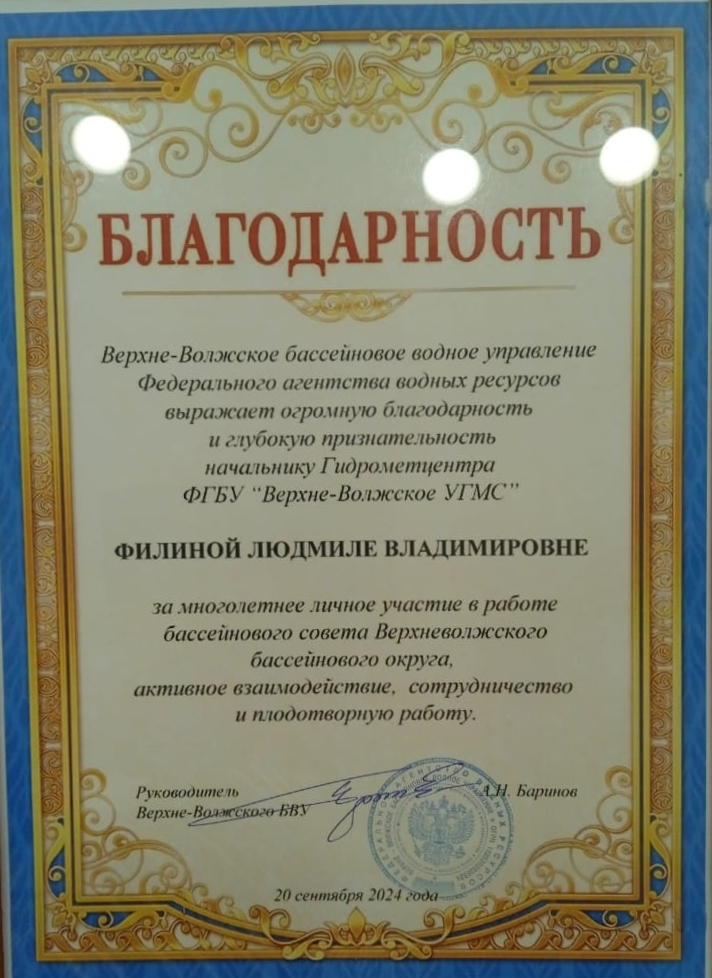 БЛАГОДАРНОСТЬ
Верхне-Волжское бассейновое водное управление
Федерального агентства водных ресурсов
выражает огромную благодарность
и глубокую признательность
начальнику Гидрометцентра
ФГБУ “Верхне-Волжское УГМС”
ФИЛИНОЙ ЛЮДМИЛЕ ВЛАДИМИРОВНЕ
за многолетнее личное участие в работе
бассейнового совета Верхневолжского
бассейнового округа,
активное взаимодействие, сотрудничество
и плодотворную работу.
Руководитель
Верхне-Волжского БВУ
А.Н. Баринов
20 сентября 2024 года